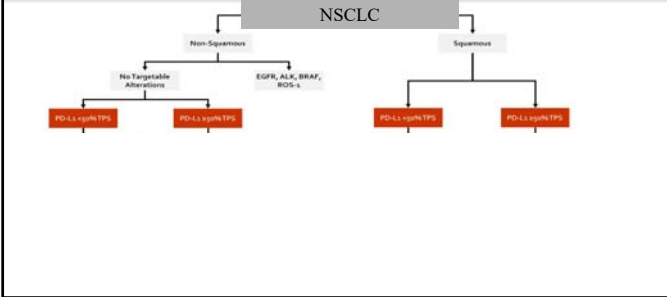 NSCLC
Non-Squamous
Squamous
No Targetable
Alterations
EGFR, ALK, BRAF,
ROS-1
PD-L1 <50% TPS
PD-L1 ≥50% TPS
PD-L1 <50% TPS
PD-L1 ≥50% TPS